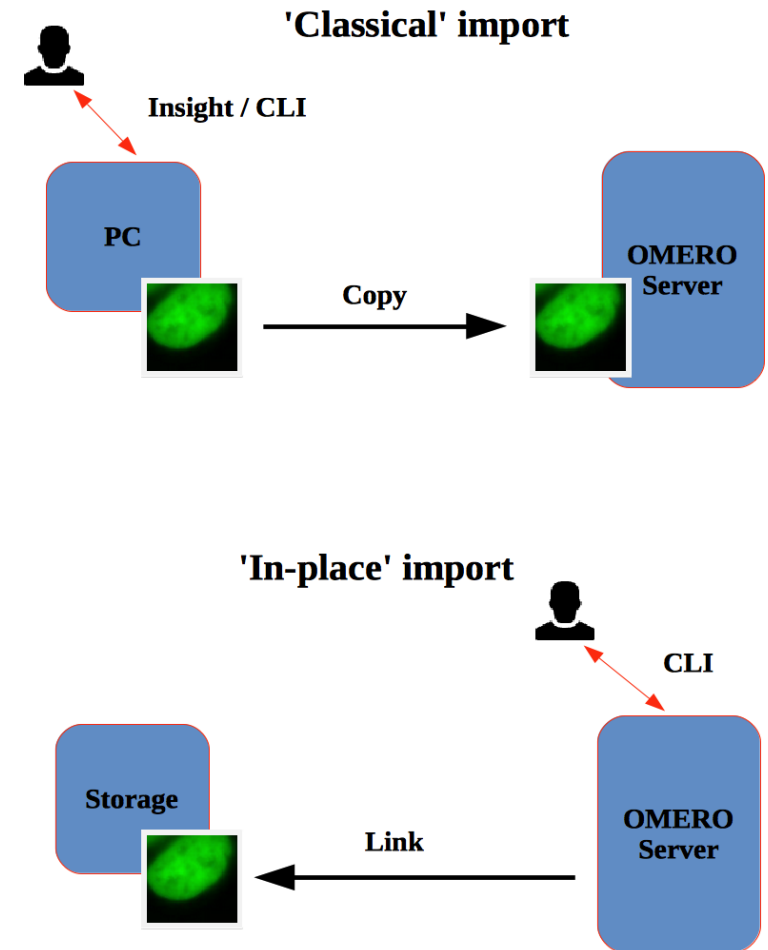 'Classical' import
Insight / CLI
PC
OMERO
Server
Copy
'In-place' import
CLI
Storage
OMERO
Server
Link